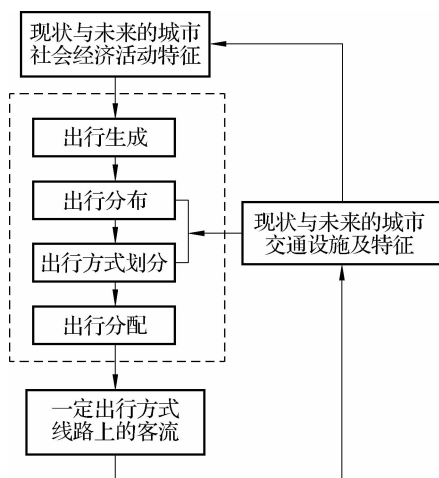 现状与未来的城市
社会经济活动特征
出行生成
出行分布
出行方式划分
出行分配
现状与未来的城市
交通设施及特征
一定出行方式
线路上的客流